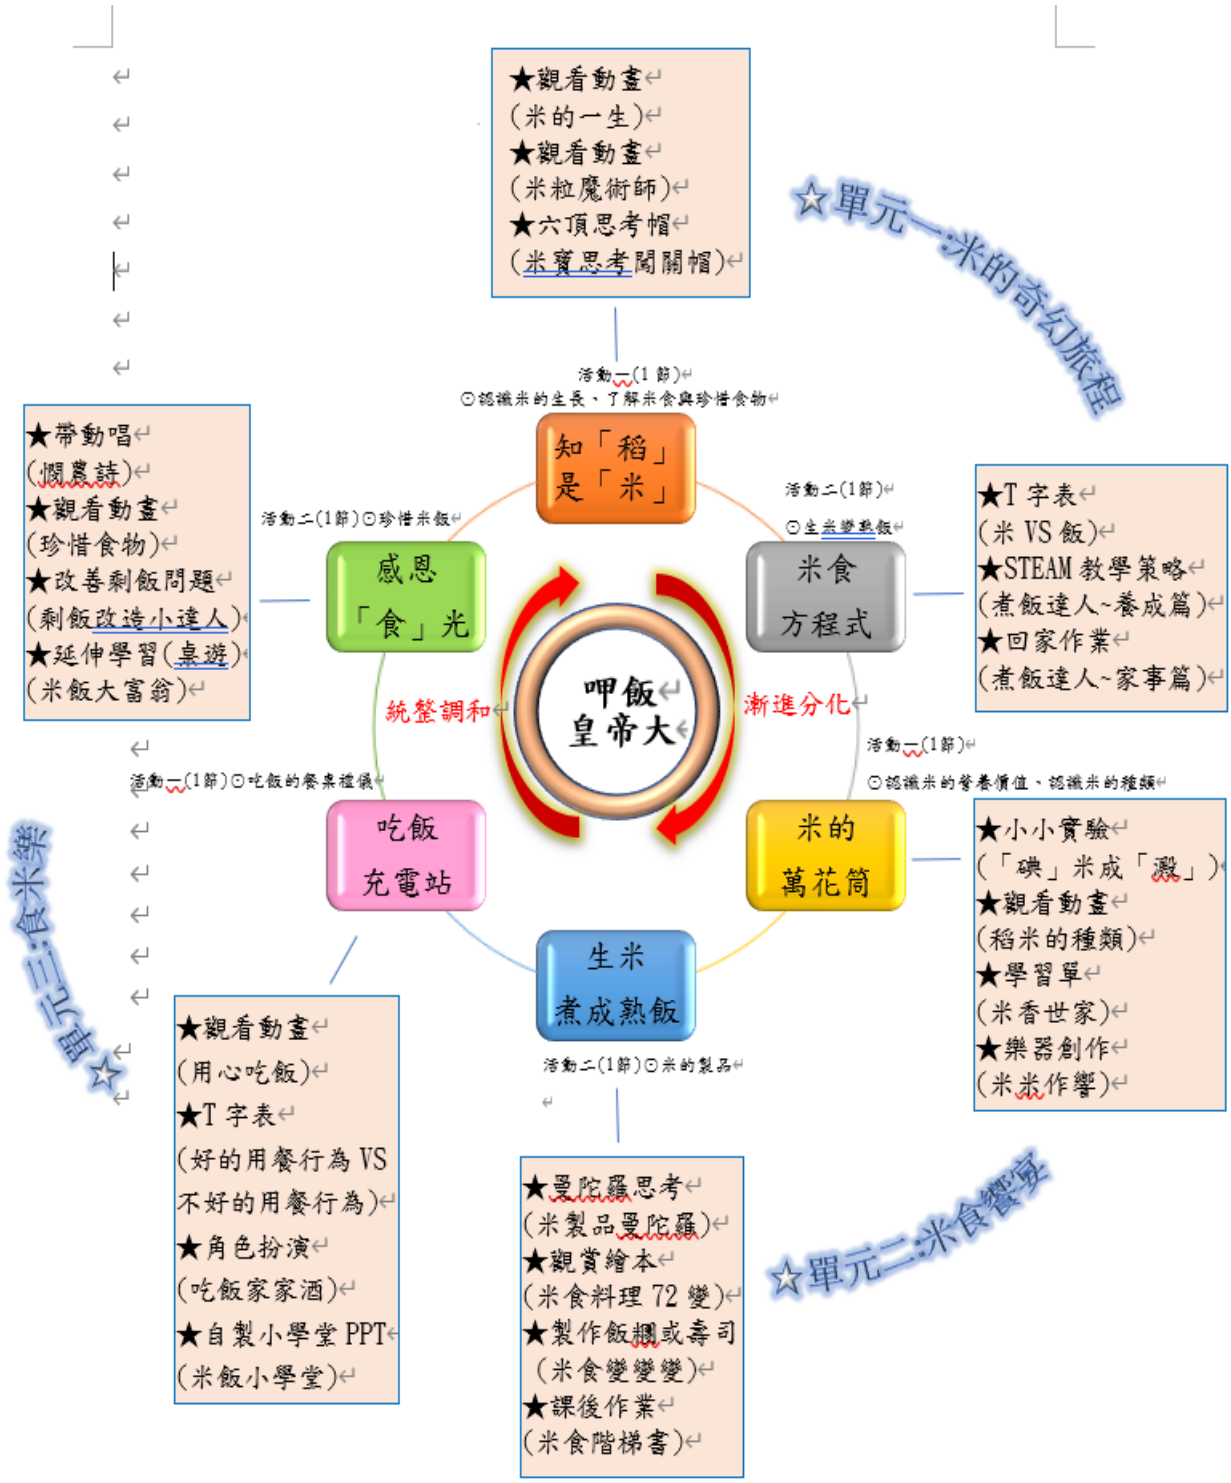 ★觀看動畫
(米的一生)
★觀看動畫
(米粒魔術師)
★六頂思考帽
(米寶思考闖關帽)
☆單元一:米的奇幻旅程
活動一(1 節)
⊙認識米的生長、了解米食與珍惜食物
知「稻」
是「米」
活動二(1節)
⊙生米變熟飯
米食
方程式
★T 字表
(米 VS 飯)
★STEAM 教學策略
(煮飯達人~養成篇)
★回家作業
(煮飯達人~家事篇)
★帶動唱
(憫農詩)
★觀看動畫
(珍惜食物)
★改善剩飯問題
(剩飯改造小達人)
★延伸學習(桌遊)
(米飯大富翁)
活動二(1節)⊙珍惜米飯
感恩
「食」光
呷飯
皇帝大
統整調和
漸進分化
活動一(1節)
⊙認識米的營養價值、認識米的種類
米的
萬花筒
★小小實驗
(「碘」米成「澱」)
★觀看動畫
(稻米的種類)
★學習單
(米香世家)
★樂器創作
(米米作響)
活動一(1節)⊙吃飯的餐桌禮儀
吃飯
充電站
生米
煮成熟飯
活動二(1節)⊙米的製品
☆單元三:食米樂
★觀看動畫
(用心吃飯)
★T 字表
(好的用餐行為 VS
不好的用餐行為)
★角色扮演
(吃飯家家酒)
★自製小學堂 PPT
(米飯小學堂)
★曼陀羅思考
(米製品曼陀羅)
★觀賞繪本
(米食料理 72 變)
★製作飯糰或壽司
(米食變變變)
★課後作業
(米食階梯書)
☆單元二:米食饗宴